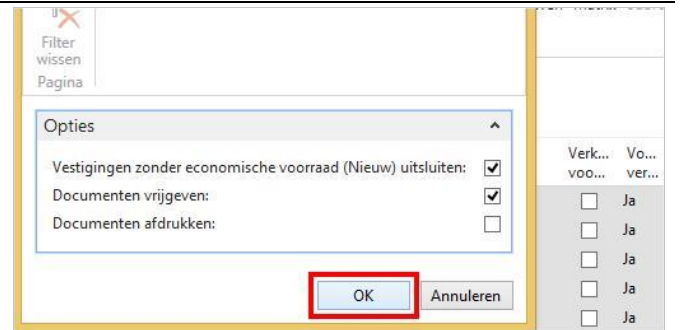 Filter
wissen
Pagina
Opties
Vestigingen zonder economische voorraad (Nieuw) uitsluiten:
Documenten vrijgeven:
Documenten afdrukken:
OK Annuleren
Verk... Vo...
voo... ver...
Ja
Ja
Ja
Ja
Ja